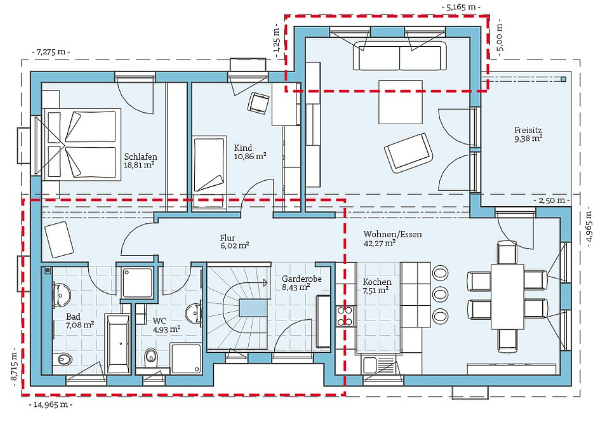 - 5,165 m -
- 7,275 m -
- 1,25 m -
- 5,00 m -
Schlafen
18,81 m²
Kind
10,86 m²
Freisitz
9,38 m²
- 2,50 m -
Flur
6,02 m²
Wohnen/Essen
42,27 m²
- 4,965 m -
Garderobe
8,43 m²
Kochen
7,51 m²
Bad
7,08 m²
WC
4,93 m²
- 8,715 m -
- 14,965 m -